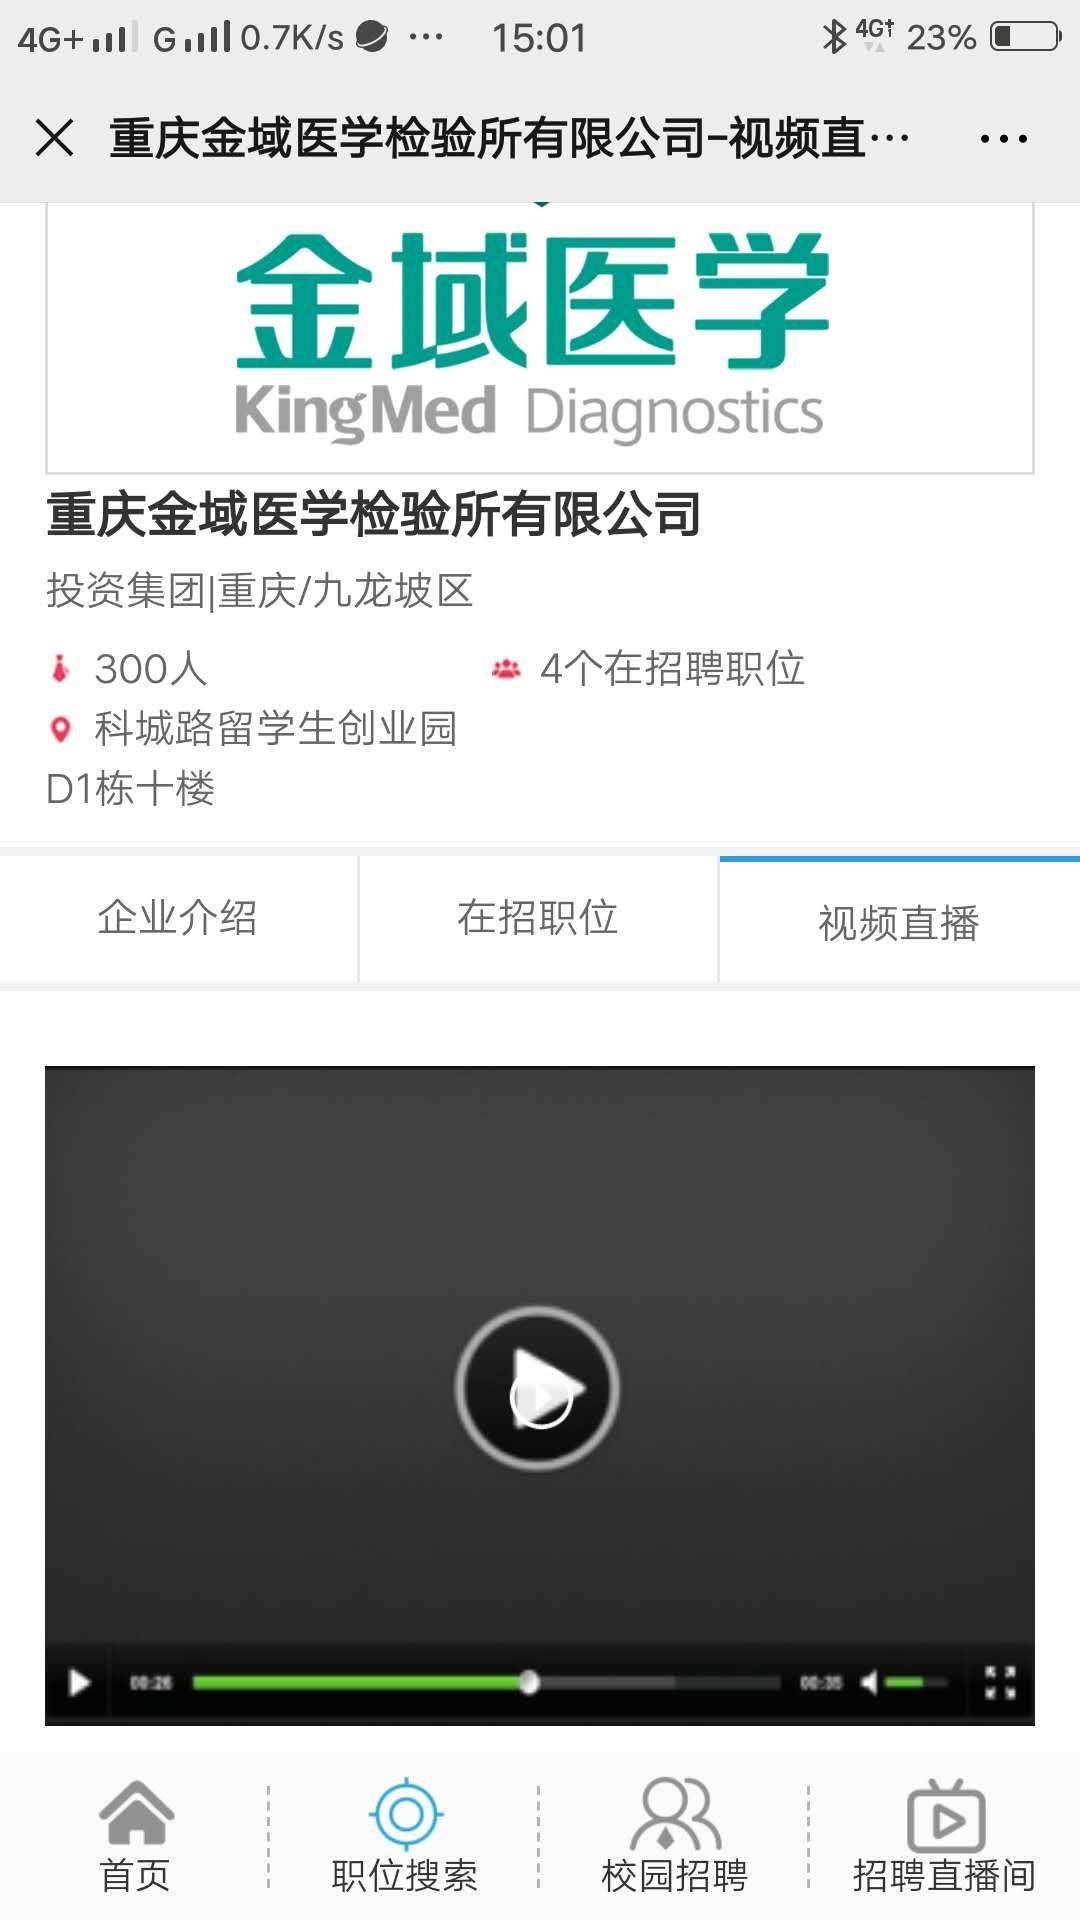 4G+ G 0.7K/s ··· 15:01 4G+ 23%
重庆金域医学检验所有限公司-视频直··· ···
金域医学
KingMed Diagnostics
重庆金域医学检验所有限公司
投资集团|重庆/九龙坡区
300人 4个在招聘职位
科城路留学生创业园
D1栋十楼
企业介绍 在招职位 视频直播
00:26 00:35
首页 职位搜索 校园招聘 招聘直播间